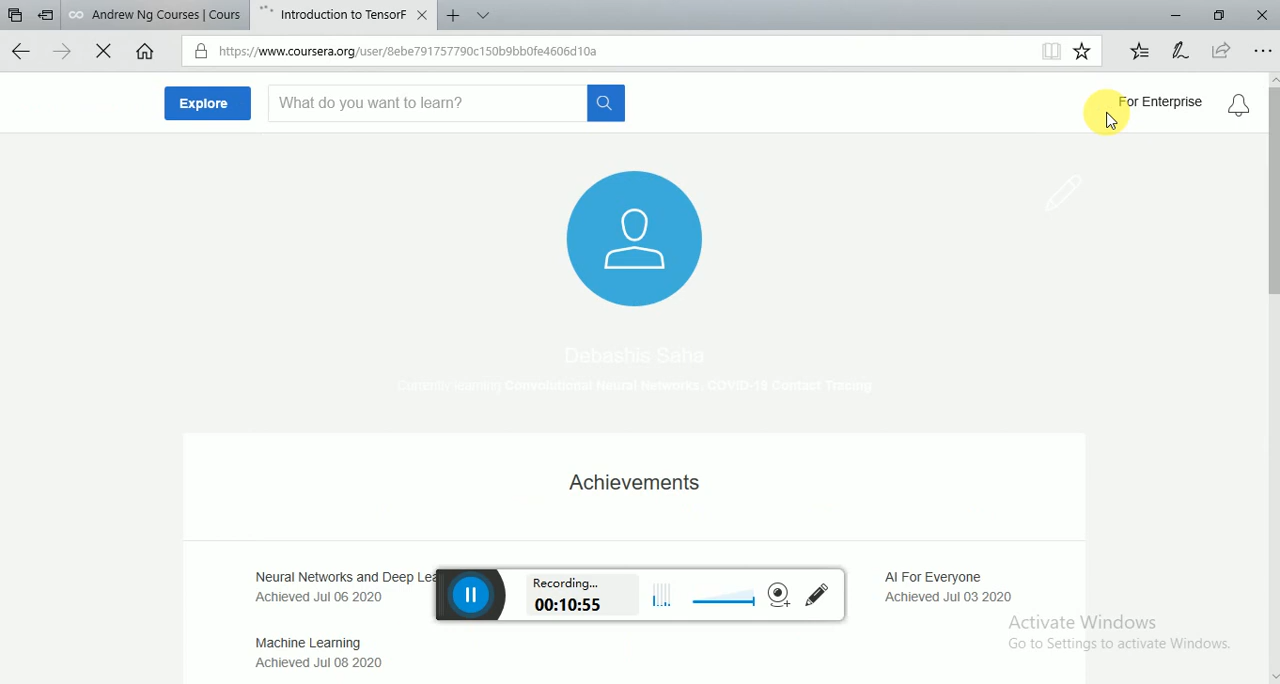 Andrew Ng Courses | Cours
Introduction to TensorF
https://www.coursera.org/user/8ebe791757790c150b9bb0fe4606d10a
Explore
What do you want to learn?
For Enterprise
Debashis Saha
Currently learning Convolutional Neural Networks, COVID-19 Contact Tracing
Achievements
Neural Networks and Deep Lea
Achieved Jul 06 2020
AI For Everyone
Achieved Jul 03 2020
Recording...
00:10:55
Machine Learning
Achieved Jul 08 2020
Activate Windows
Go to Settings to activate Windows.